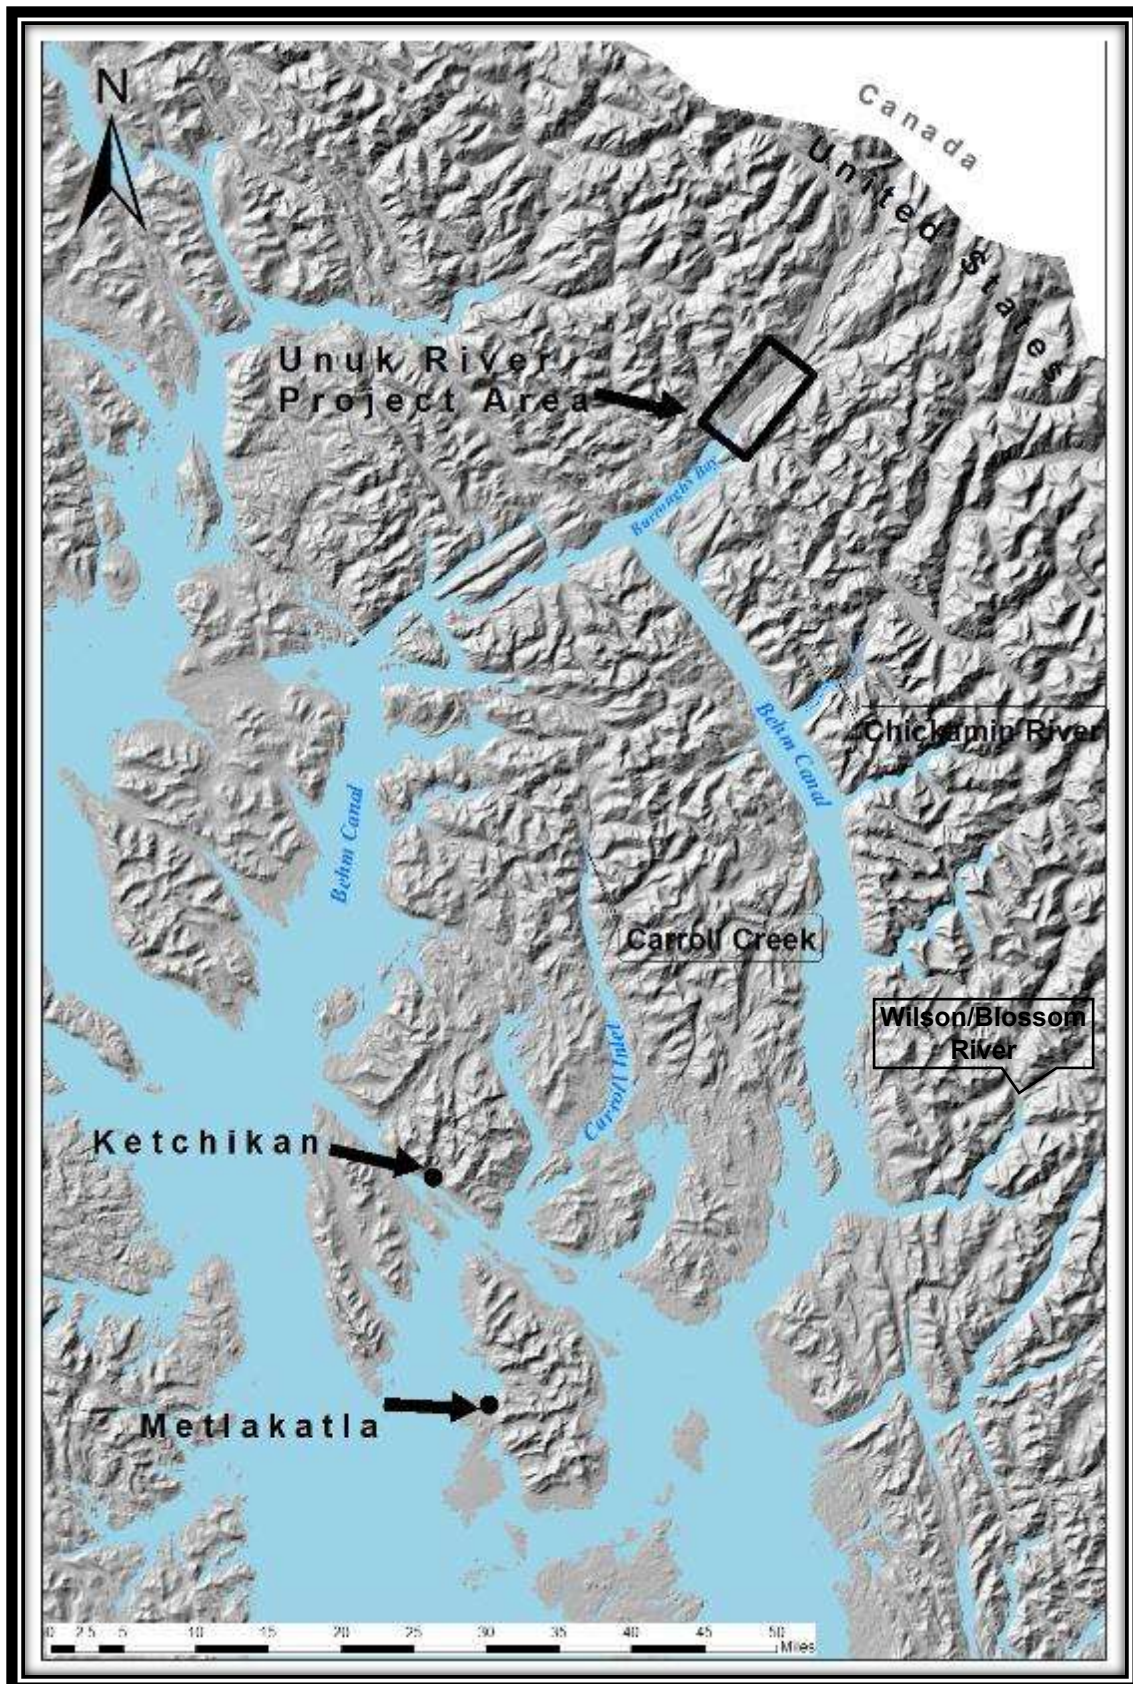 N
Canada
United States
Unuk River
Project Area
Burroughs Bay
Behm Canal
Chickamin River
Behm Canal
Carroll Creek
Wilson/Blossom
River
Carroll Inlet
Ketchikan
Metlakatla
0 2.5 5 10 15 20 25 30 35 40 45 50
Miles